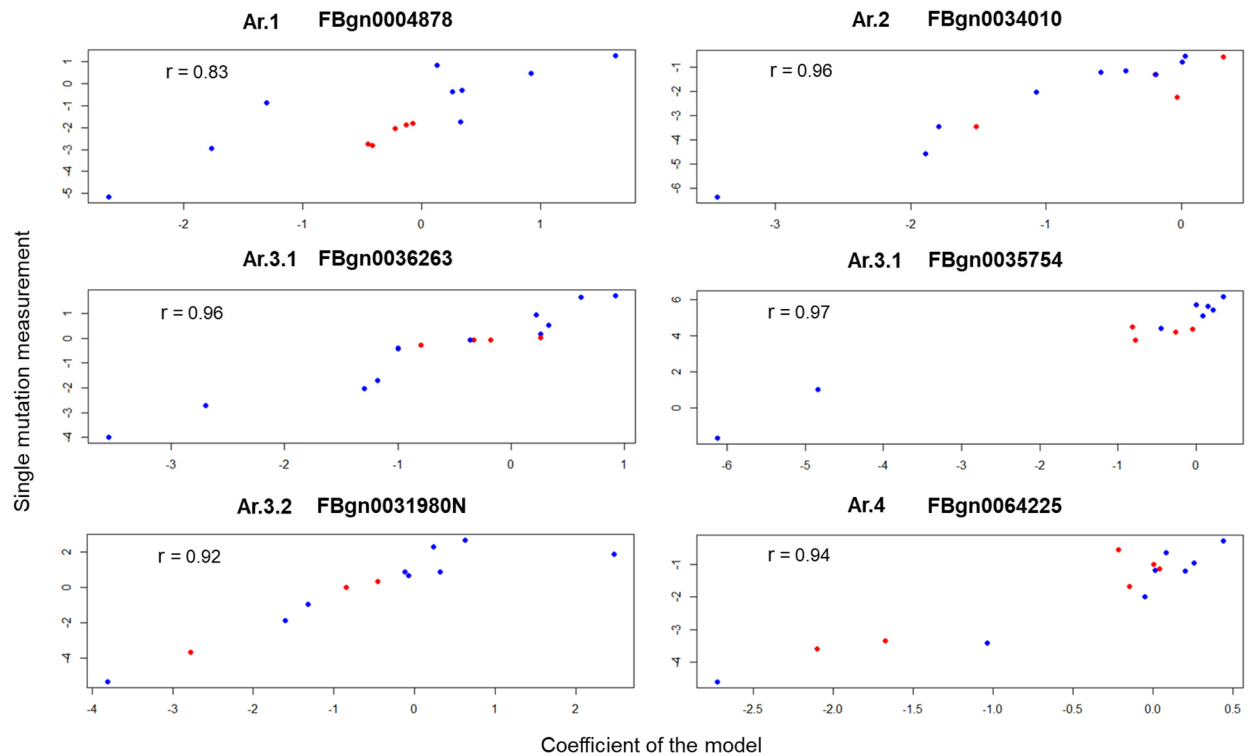 Ar.1 FBgn0004878
r = 0.83
1
0
-1
-2
-3
-4
-5
-2 -1 0 1
Ar.2 FBgn0034010
r = 0.96
-1
-2
-3
-4
-5
-6
-3 -2 -1 0
Ar.3.1 FBgn0036263
r = 0.96
1
0
-1
-2
-3
-4
-3 -2 -1 0 1
Ar.3.1 FBgn0035754
r = 0.97
6
4
2
0
-6 -5 -4 -3 -2 -1 0
Ar.3.2 FBgn0031980N
r = 0.92
2
0
-2
-4
-4 -3 -2 -1 0 1 2
Ar.4 FBgn0064225
r = 0.94
-1
-2
-3
-4
-2.5 -2.0 -1.5 -1.0 -0.5 0.0 0.5
Single mutation measurement
Coefficient of the model